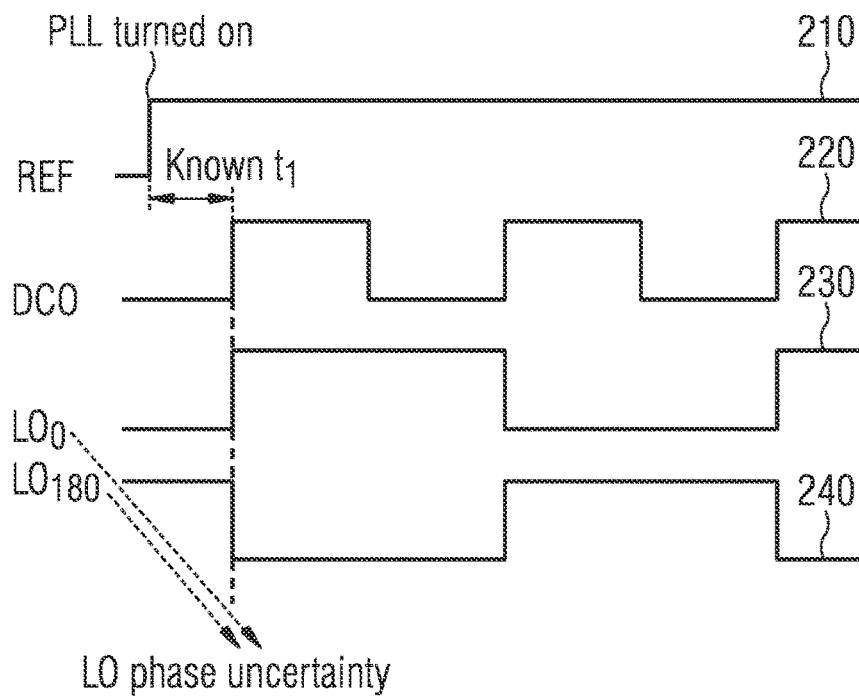 PLL turned on
210
REF
Known t1
220
DCO
230
LO0
LO180
240
LO phase uncertainty